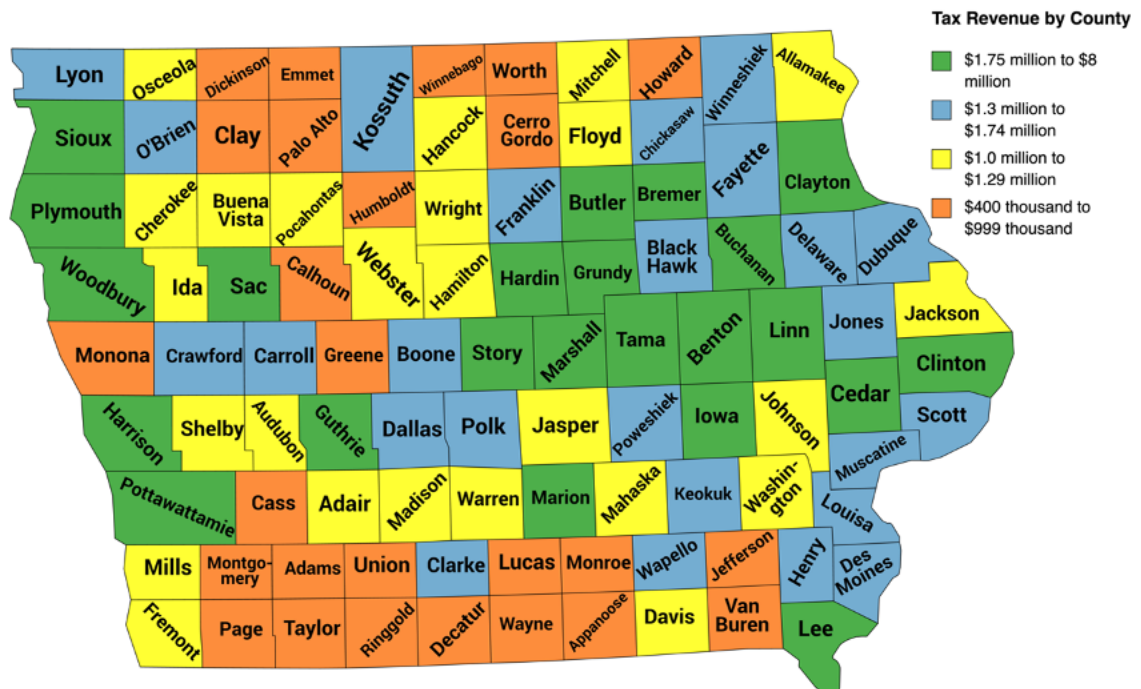 Tax Revenue by County
$1.75 million to $8
million
$1.3 million to
$1.74 million
$1.0 million to
$1.29 million
$400 thousand to
$999 thousand
Lyon
Osceola
Dickinson
Emmet
Kossuth
Winnebago
Worth
Mitchell
Howard
Winneshiek
Allamakee
Sioux
O'Brien
Clay
Palo Alto
Hancock
Cerro
Gordo
Floyd
Chickasaw
Fayette
Clayton
Plymouth
Cherokee
Buena
Vista
Pocahontas
Humboldt
Wright
Franklin
Butler
Bremer
Woodbury
Ida
Sac
Calhoun
Webster
Hamilton
Hardin
Grundy
Black
Hawk
Buchanan
Delaware
Dubuque
Monona
Crawford
Carroll
Greene
Boone
Story
Marshall
Tama
Benton
Linn
Jones
Jackson
Clinton
Harrison
Shelby
Audubon
Guthrie
Dallas
Polk
Jasper
Poweshiek
Iowa
Johnson
Cedar
Scott
Muscatine
Pottawattamie
Cass
Adair
Madison
Warren
Marion
Mahaska
Keokuk
Washin-
gton
Louisa
Mills
Montgo-
mery
Adams
Union
Clarke
Lucas
Monroe
Wapello
Jefferson
Henry
Des
Moines
Fremont
Page
Taylor
Ringgold
Decatur
Wayne
Appanoose
Davis
Van
Buren
Lee